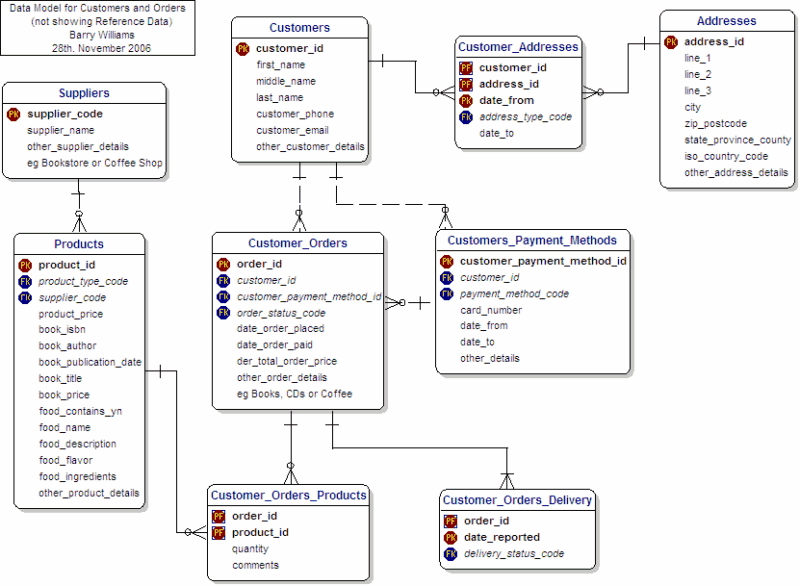 Data Model for Customers and Orders
(not showing Reference Data)
Barry Williams
28th. November 2006
Customers
PK customer_id
first_name
middle_name
last_name
customer_phone
customer_email
other_customer_details
Customer_Addresses
PF customer_id
PF address_id
PK date_from
FK address_type_code
date_to
Addresses
PK address_id
line_1
line_2
line_3
city
zip_postcode
state_province_county
iso_country_code
other_address_details
Suppliers
PK supplier_code
supplier_name
other_supplier_details
eg Bookstore or Coffee Shop
Products
PK product_id
FK product_type_code
FK supplier_code
product_price
book_isbn
book_author
book_publication_date
book_title
book_price
food_contains_yn
food_name
food_description
food_flavor
food_ingredients
other_product_details
Customer_Orders
PK order_id
FK customer_id
FK customer_payment_method_id
FK order_status_code
date_order_placed
date_order_paid
der_total_order_price
other_order_details
eg Books, CDs or Coffee
Customers_Payment_Methods
PK customer_payment_method_id
FK customer_id
FK payment_method_code
card_number
date_from
date_to
other_details
Customer_Orders_Products
PF order_id
PF product_id
quantity
comments
Customer_Orders_Delivery
PF order_id
PK date_reported
FK delivery_status_code